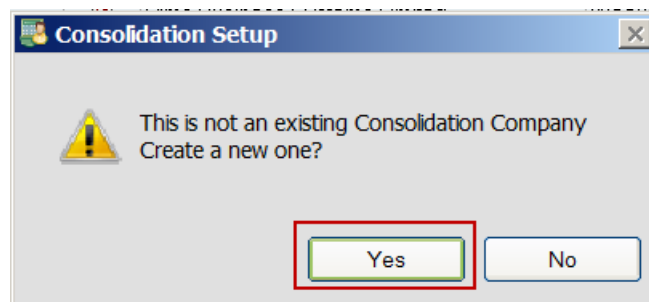 Consolidation Setup
This is not an existing Consolidation Company
Create a new one?
Yes
No